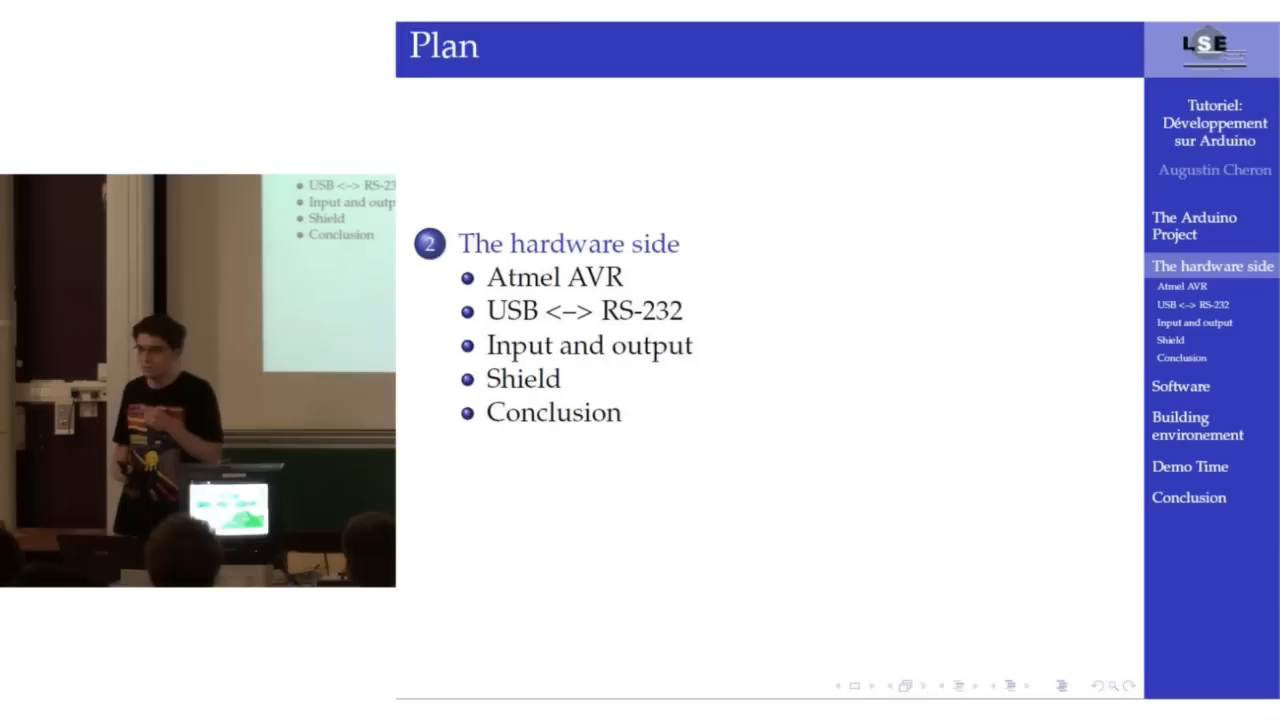 Plan
LSE
Tutoriel:
Développement
sur Arduino
Augustin Cheron
The Arduino
Project
The hardware side
Atmel AVR
USB <-> RS-232
Input and output
Shield
Conclusion
Software
Building
environement
Demo Time
Conclusion
2 The hardware side
Atmel AVR
USB <-> RS-232
Input and output
Shield
Conclusion
USB <-> RS-23
Input and outp
Shield
Conclusion